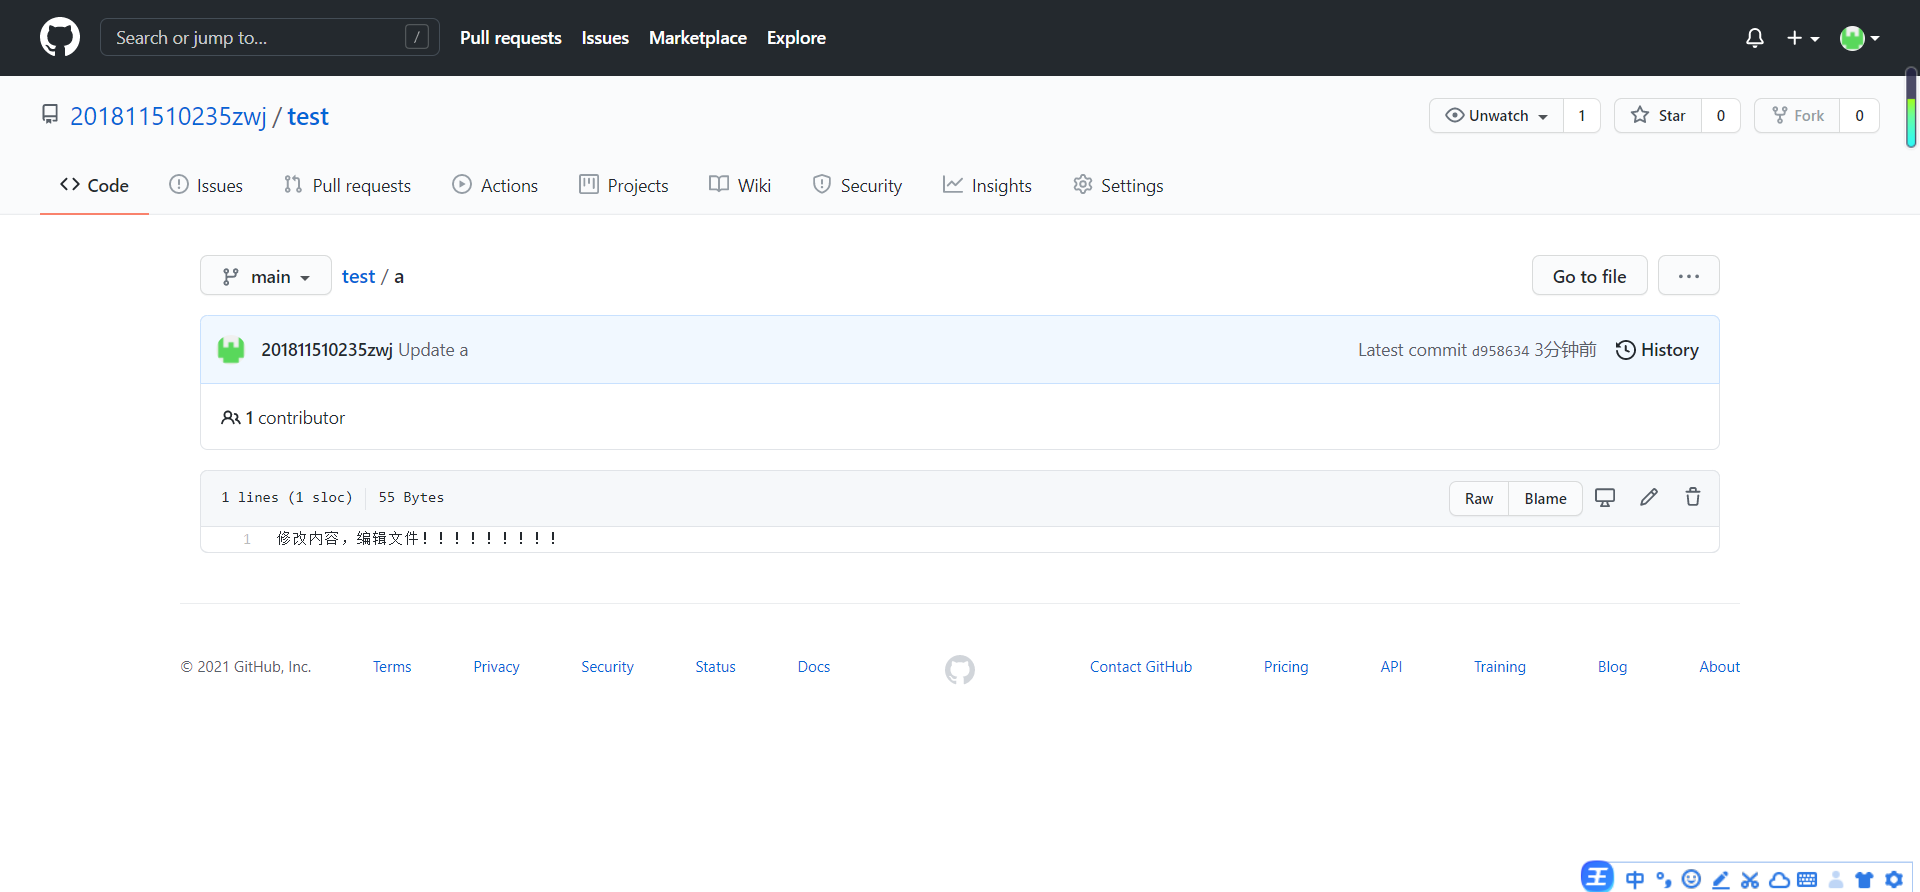 Search or jump to... / Pull requests Issues Marketplace Explore
201811510235zwj / test Unwatch 1 Star 0 Fork 0
Code Issues Pull requests Actions Projects Wiki Security Insights Settings
main test / a Go to file ...
201811510235zwj Update a Latest commit d958634 3分钟前 History
1 contributor
1 lines (1 sloc) 55 Bytes Raw Blame
1 修改内容，编辑文件！！！！！！！！！
© 2021 GitHub, Inc. Terms Privacy Security Status Docs Contact GitHub Pricing API Training Blog About
王 中 °,